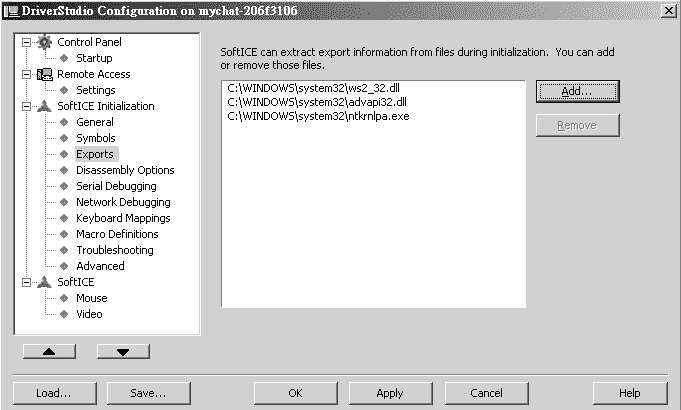 DriverStudio Configuration on mychat-206f3106
Control Panel
Startup
Remote Access
Settings
SoftICE Initialization
General
Symbols
Exports
Disassembly Options
Serial Debugging
Network Debugging
Keyboard Mappings
Macro Definitions
Troubleshooting
Advanced
SoftICE
Mouse
Video
SoftICE can extract export information from files during initialization. You can add
or remove those files.
C:\WINDOWS\system32\ws2_32.dll
C:\WINDOWS\system32\advapi32.dll
C:\WINDOWS\system32\ntkrnlpa.exe
Add...
Remove
Load...
Save...
OK
Apply
Cancel
Help